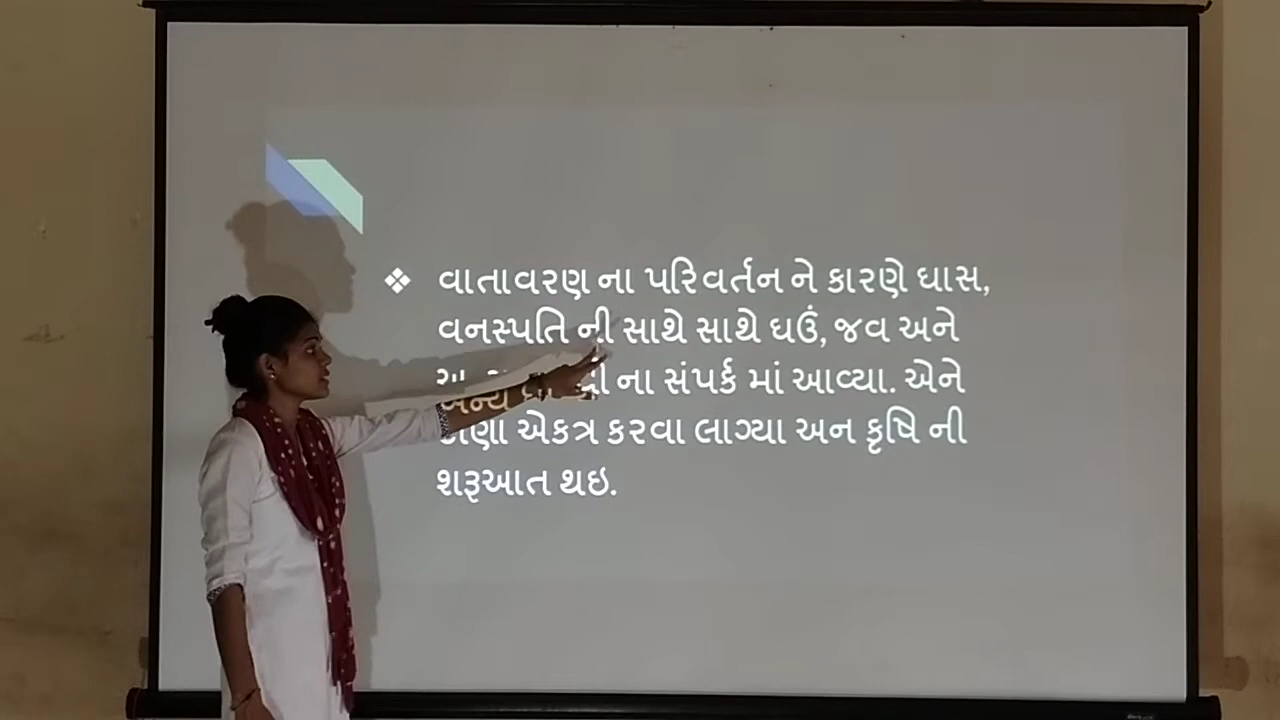 ❖ વાતાવરણ ના પરિવર્તન ને કારણે ઘાસ,
વનસ્પતિ ની સાથે સાથે ઘઉં, જવ અને
અન્ય ના સંપર્ક માં આવ્યા. એને
એકત્ર કરવા લાગ્યા અન કૃષિ ની
શરૂઆત થઇ.